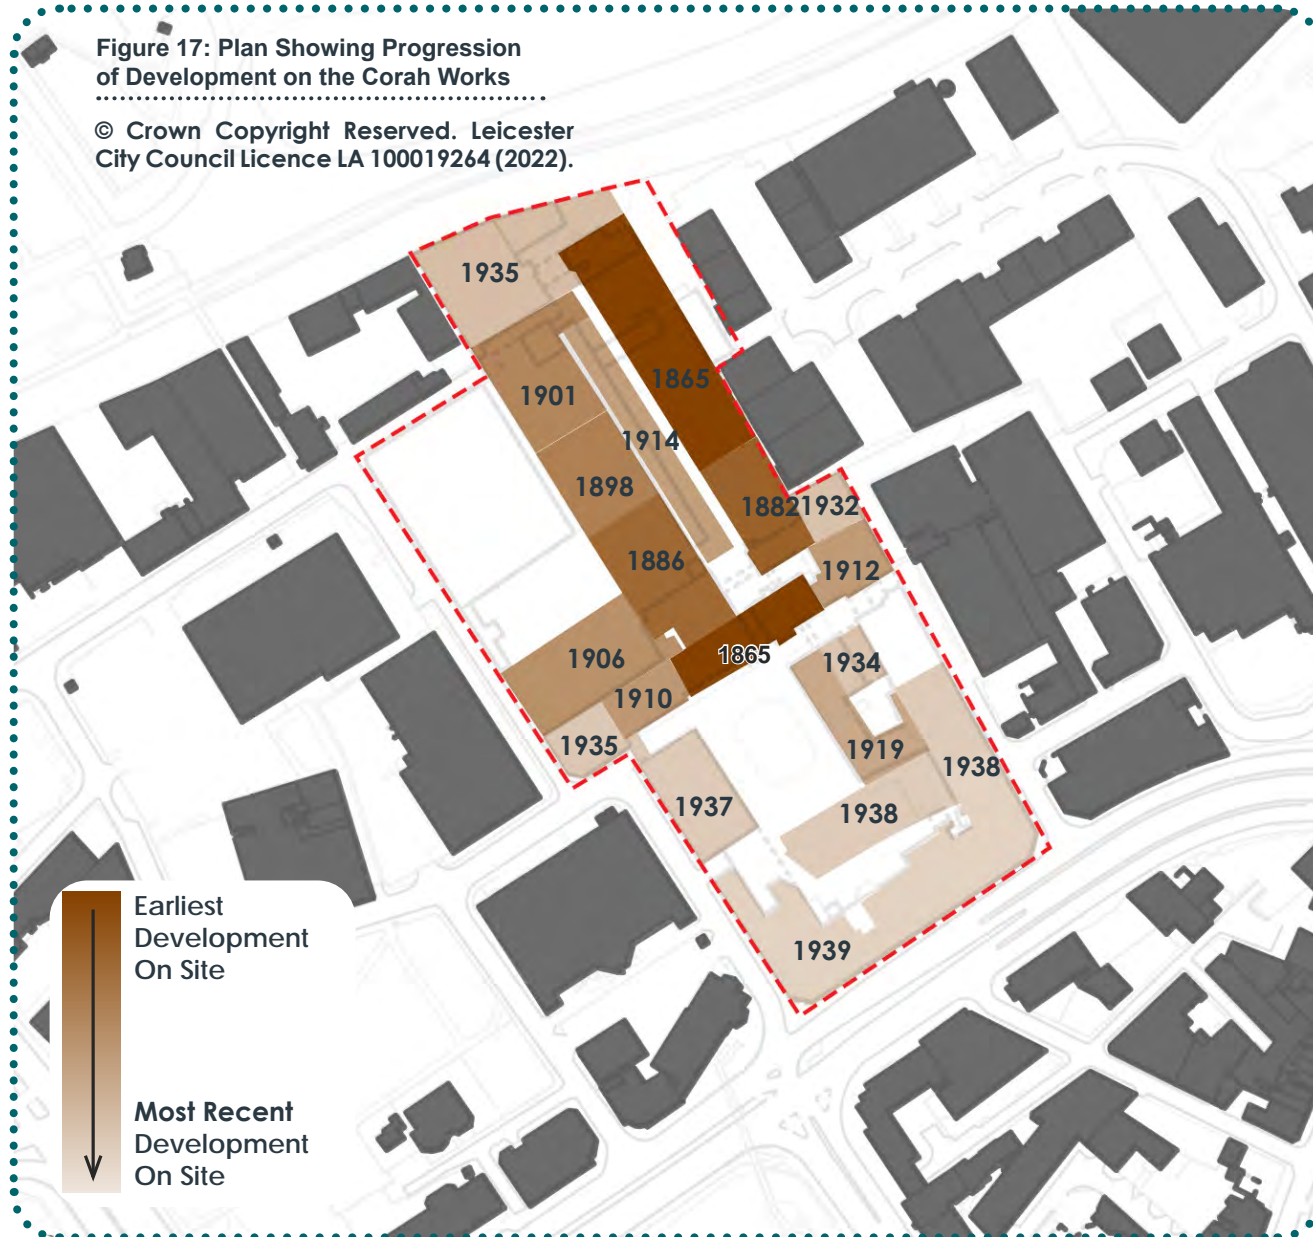 Figure 17: Plan Showing Progression
of Development on the Corah Works
© Crown Copyright Reserved. Leicester
City Council Licence LA 100019264 (2022).
1935
1865
1901
1914
1898
1882
1932
1886
1912
1865
1906
1934
1910
1935
1919
1938
1937
1938
1939
Earliest
Development
On Site
Most Recent
Development
On Site